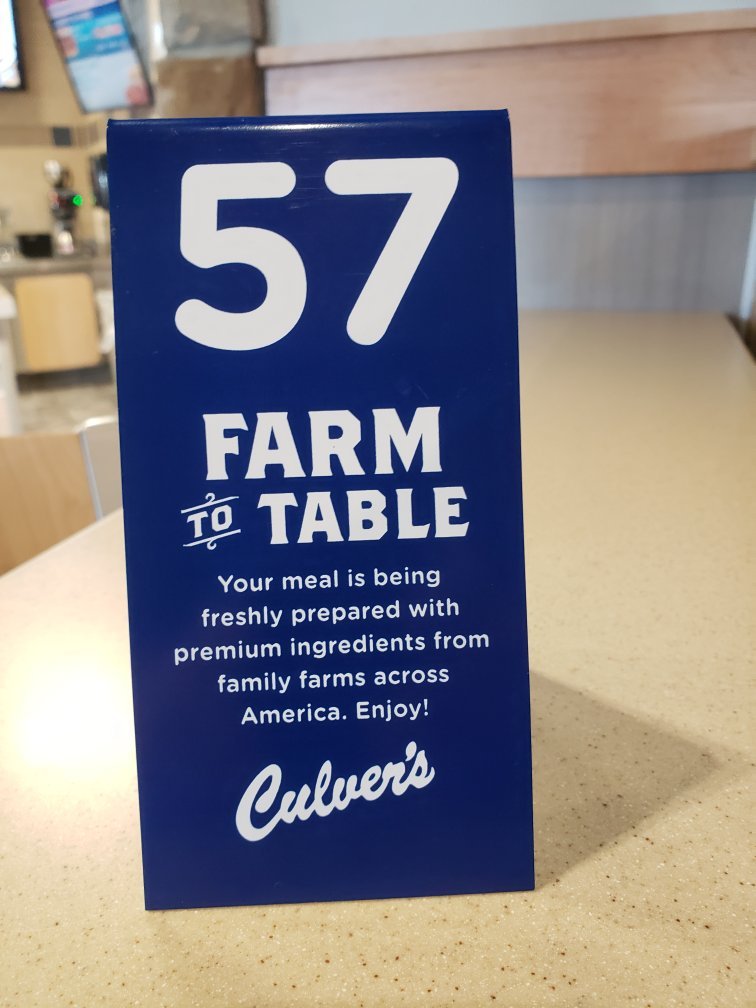 57
FARM
TO TABLE
Your meal is being
freshly prepared with
premium ingredients from
family farms across
America. Enjoy!
Culver's